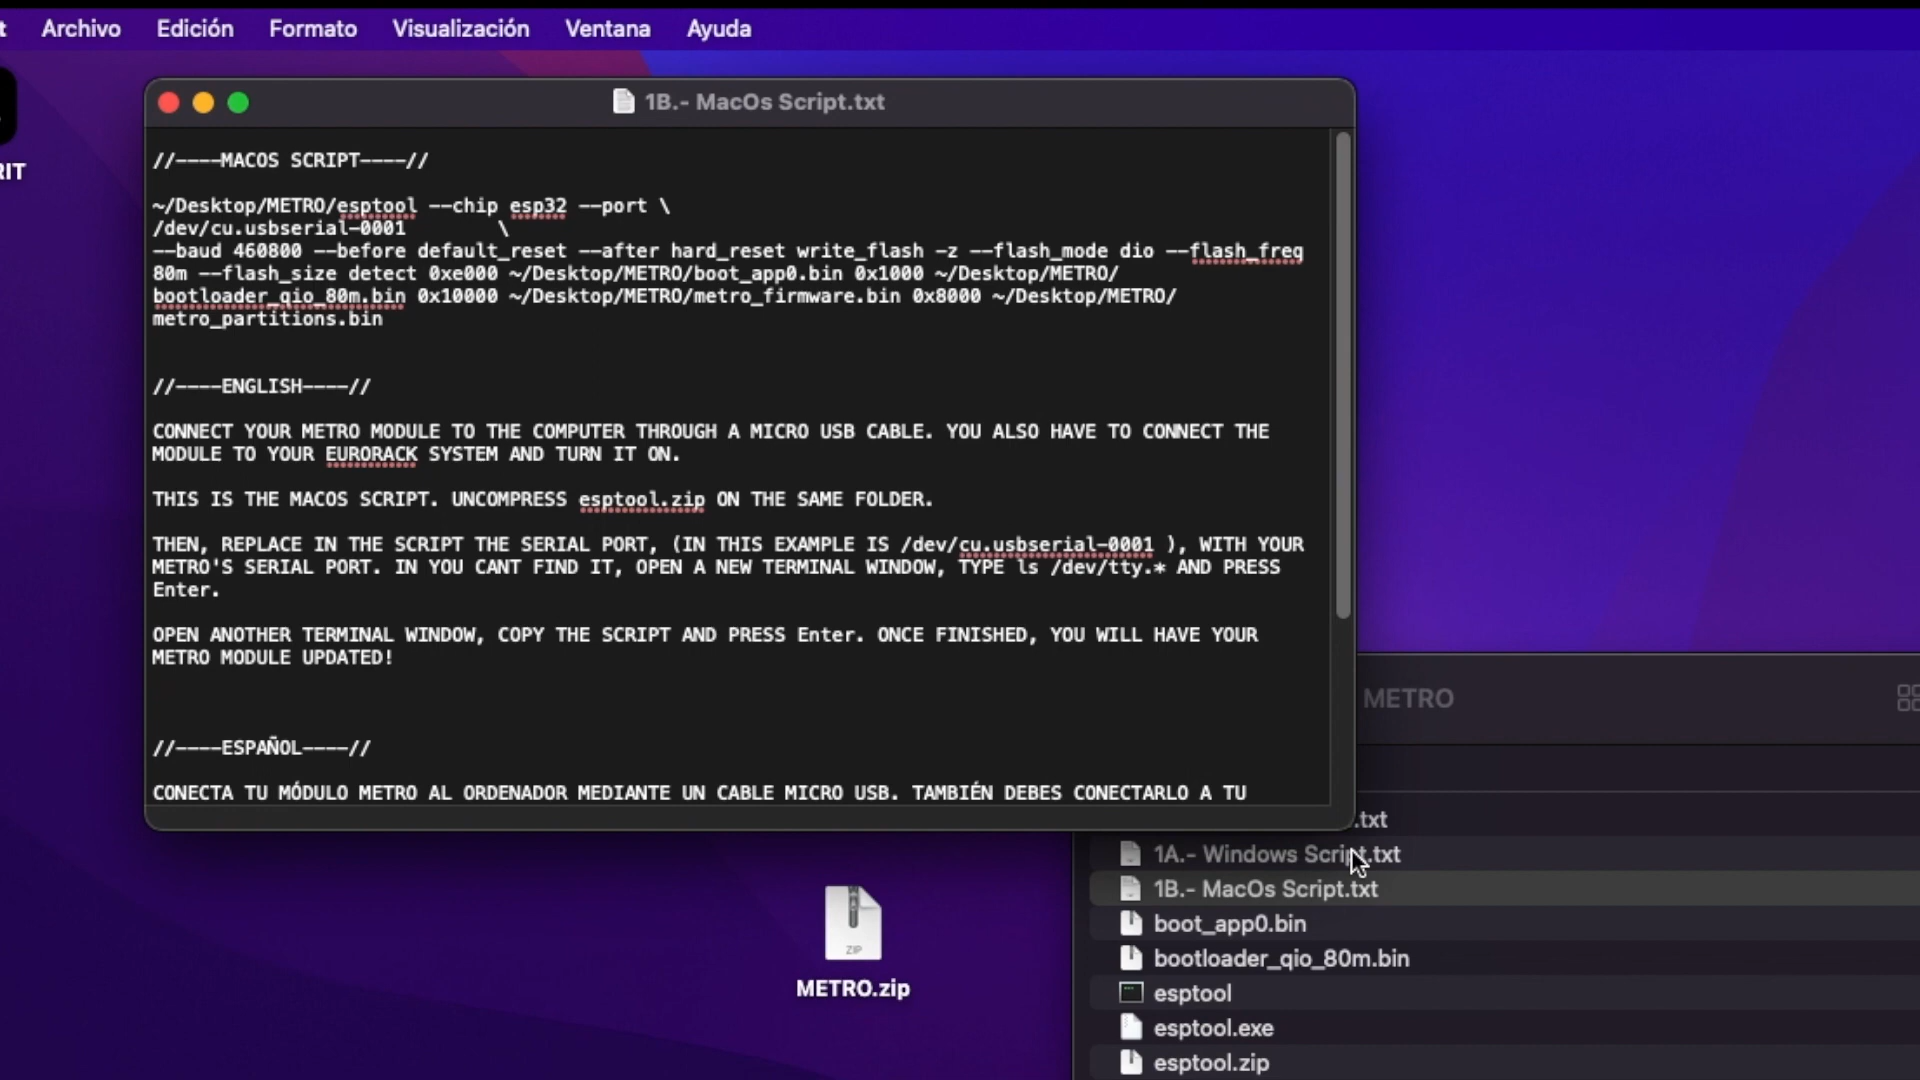 t Archivo Edición Formato Visualización Ventana Ayuda
RIT
1B.- MacOs Script.txt
//----MACOS SCRIPT----//
~/Desktop/METRO/esptool --chip esp32 --port \
/dev/cu.usbserial-0001        \
--baud 460800 --before default_reset --after hard_reset write_flash -z --flash_mode dio --flash_freq
80m --flash_size detect 0xe000 ~/Desktop/METRO/boot_app0.bin 0x1000 ~/Desktop/METRO/
bootloader_qio_80m.bin 0x10000 ~/Desktop/METRO/metro_firmware.bin 0x8000 ~/Desktop/METRO/
metro_partitions.bin
//----ENGLISH----//
CONNECT YOUR METRO MODULE TO THE COMPUTER THROUGH A MICRO USB CABLE. YOU ALSO HAVE TO CONNECT THE
MODULE TO YOUR EURORACK SYSTEM AND TURN IT ON.
THIS IS THE MACOS SCRIPT. UNCOMPRESS esptool.zip ON THE SAME FOLDER.
THEN, REPLACE IN THE SCRIPT THE SERIAL PORT, (IN THIS EXAMPLE IS /dev/cu.usbserial-0001 ), WITH YOUR
METRO'S SERIAL PORT. IN YOU CANT FIND IT, OPEN A NEW TERMINAL WINDOW, TYPE ls /dev/tty.* AND PRESS
Enter.
OPEN ANOTHER TERMINAL WINDOW, COPY THE SCRIPT AND PRESS Enter. ONCE FINISHED, YOU WILL HAVE YOUR
METRO MODULE UPDATED!
//----ESPAÑOL----//
CONECTA TU MÓDULO METRO AL ORDENADOR MEDIANTE UN CABLE MICRO USB. TAMBIÉN DEBES CONECTARLO A TU
METRO
.txt
1A.- Windows Script.txt
1B.- MacOs Script.txt
boot_app0.bin
bootloader_qio_80m.bin
esptool
esptool.exe
esptool.zip
ZIP
METRO.zip